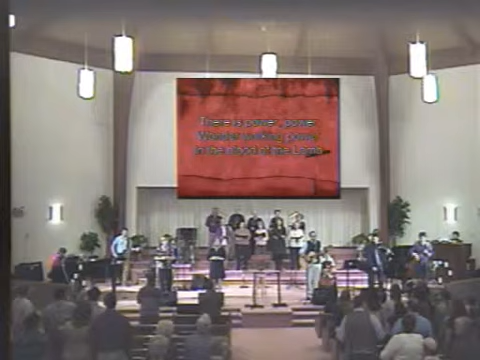 There is power, power
Wonder working power
In the blood of the Lamb